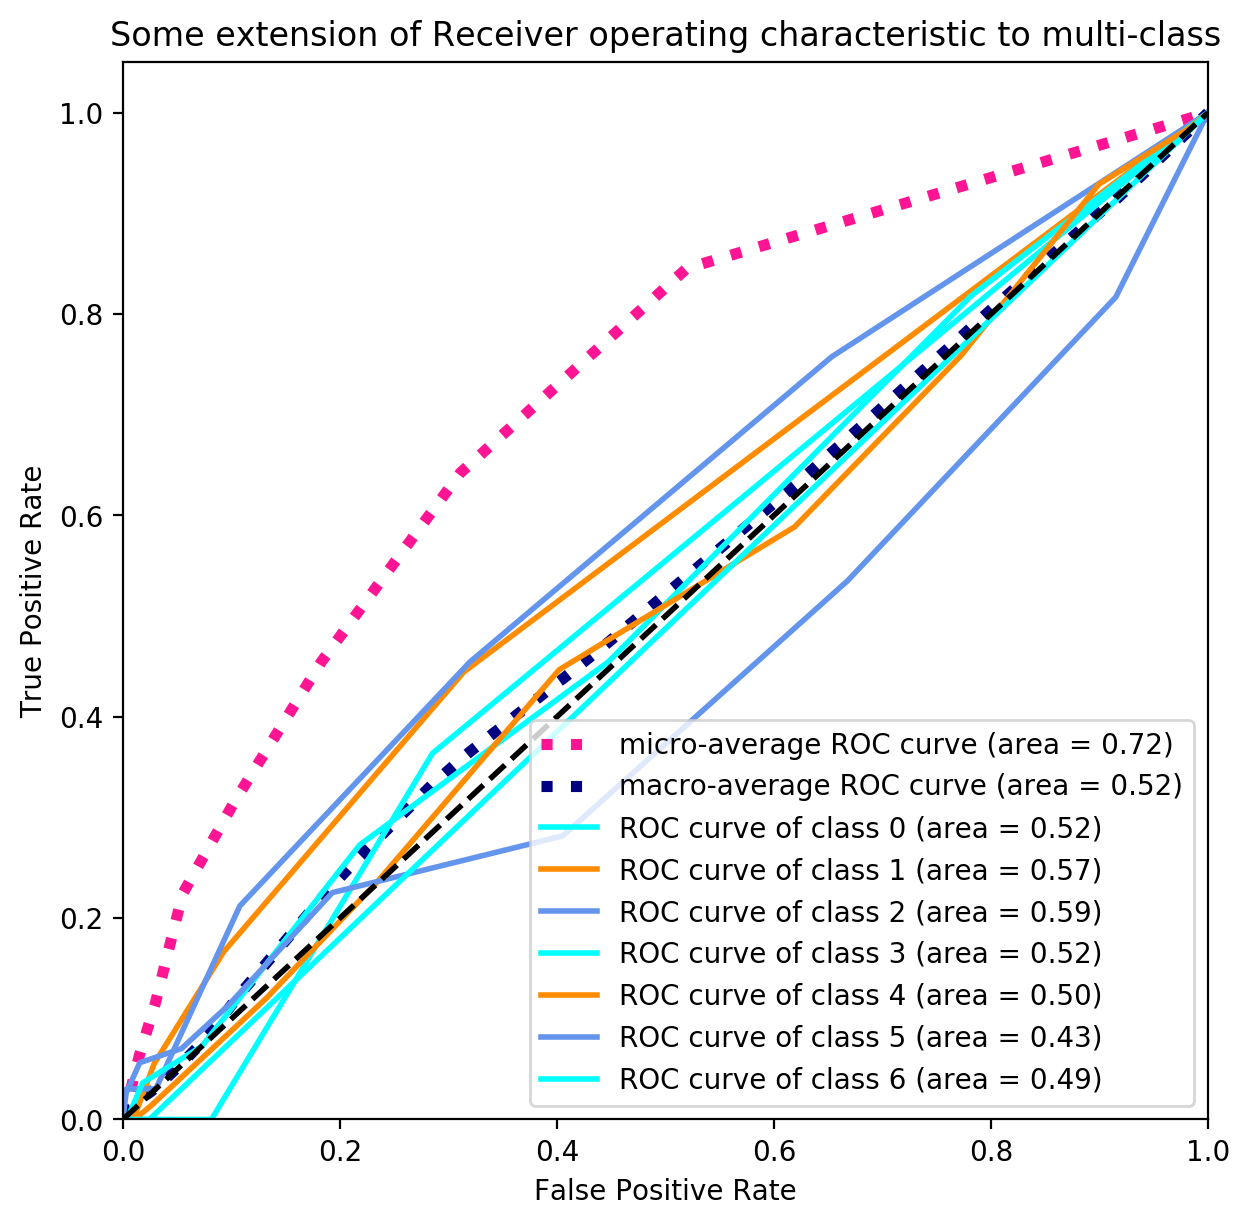 Some extension of Receiver operating characteristic to multi-class
1.0
0.8
0.6
0.4
0.2
0.0
True Positive Rate
micro-average ROC curve (area = 0.72)
macro-average ROC curve (area = 0.52)
ROC curve of class 0 (area = 0.52)
ROC curve of class 1 (area = 0.57)
ROC curve of class 2 (area = 0.59)
ROC curve of class 3 (area = 0.52)
ROC curve of class 4 (area = 0.50)
ROC curve of class 5 (area = 0.43)
ROC curve of class 6 (area = 0.49)
0.0 0.2 0.4 0.6 0.8 1.0
False Positive Rate